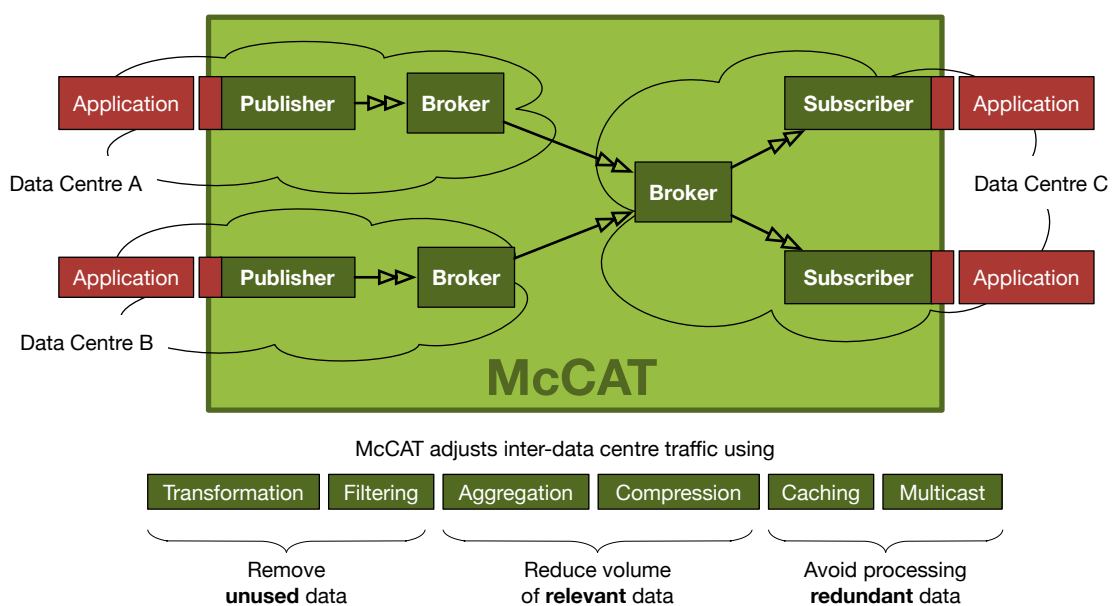 Application
Publisher
Broker
Subscriber
Application
Data Centre A
Broker
Data Centre C
Application
Publisher
Broker
Subscriber
Application
Data Centre B
McCAT
McCAT adjusts inter-data centre traffic using
Transformation
Filtering
Aggregation
Compression
Caching
Multicast
Remove
unused data
Reduce volume
of relevant data
Avoid processing
redundant data